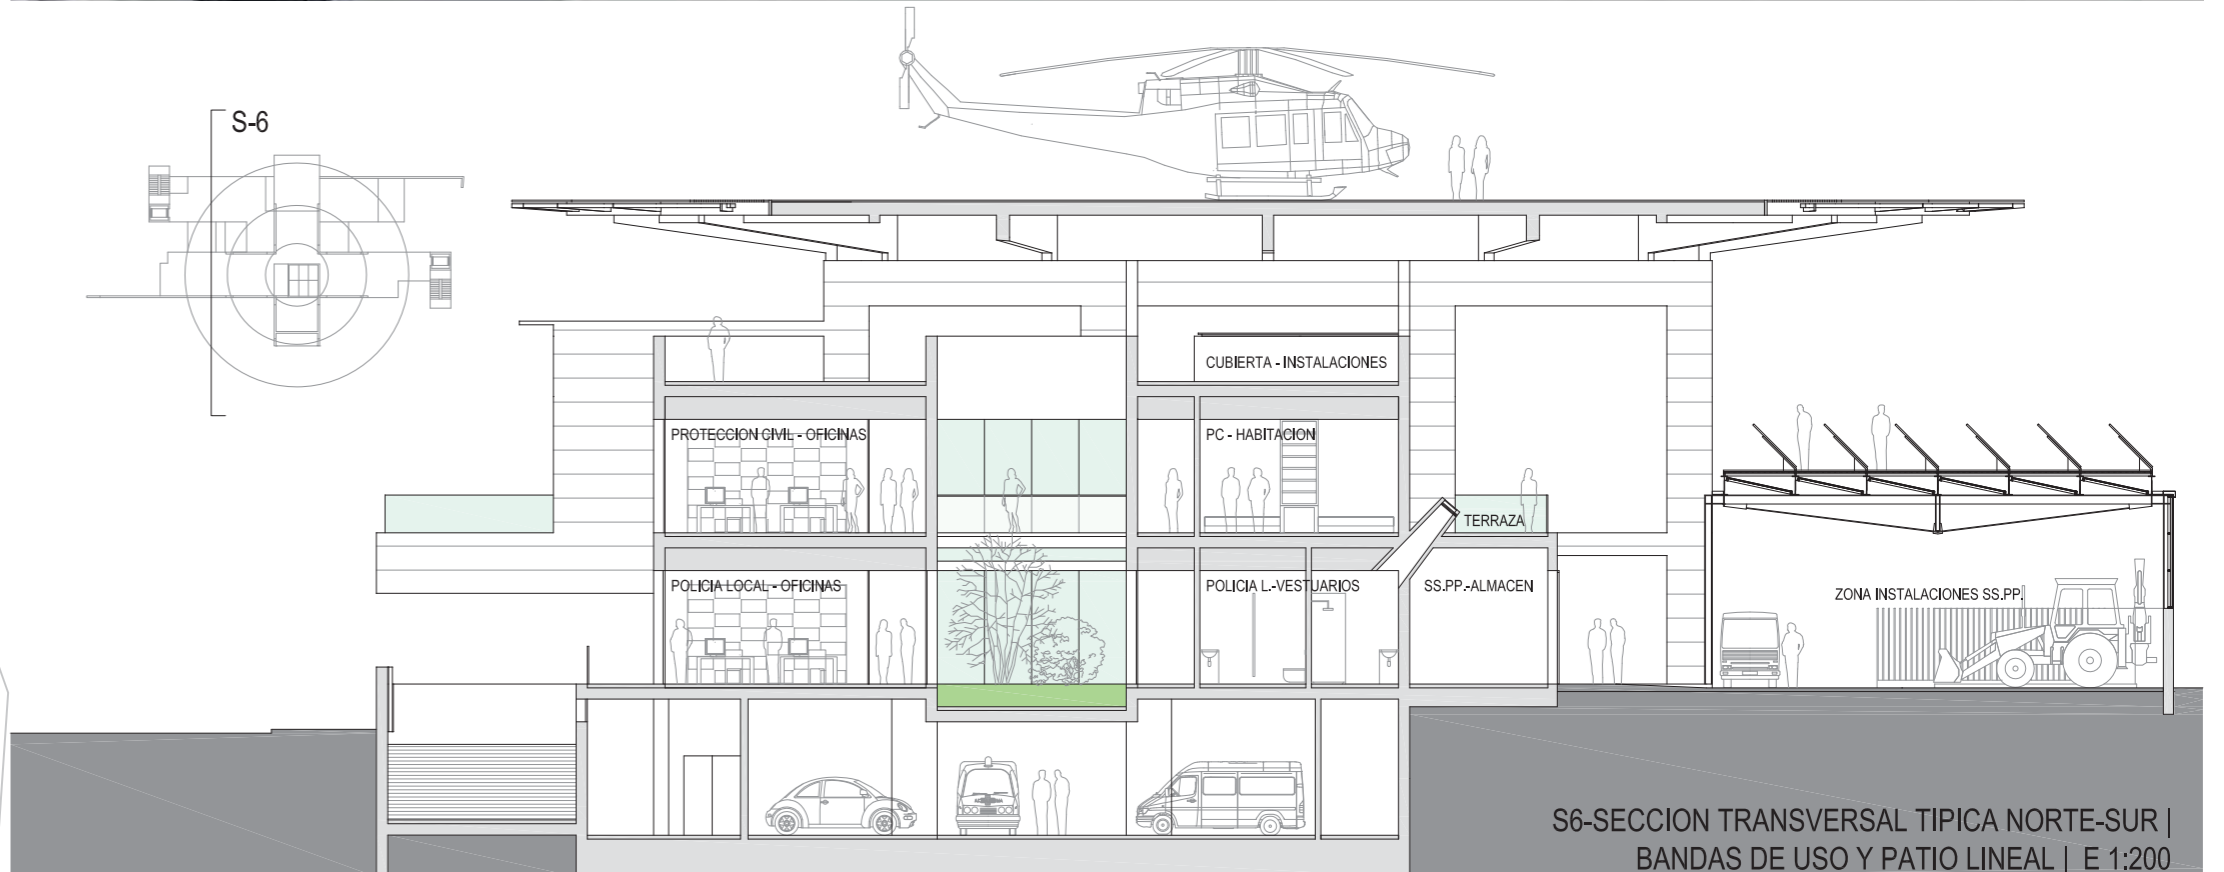 S-6
CUBIERTA - INSTALACIONES
PROTECCION CIVIL - OFICINAS
PC - HABITACION
TERRAZA
POLICIA LOCAL - OFICINAS
POLICIA L.-VESTUARIOS
SS.PP.-ALMACEN
ZONA INSTALACIONES SS.PP.
S6-SECCION TRANSVERSAL TIPICA NORTE-SUR |
BANDAS DE USO Y PATIO LINEAL | E 1:200